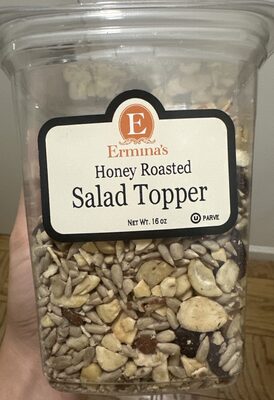 E
Ermina's
Honey Roasted
Salad Topper
Net Wt. 16 oz
U PARVE